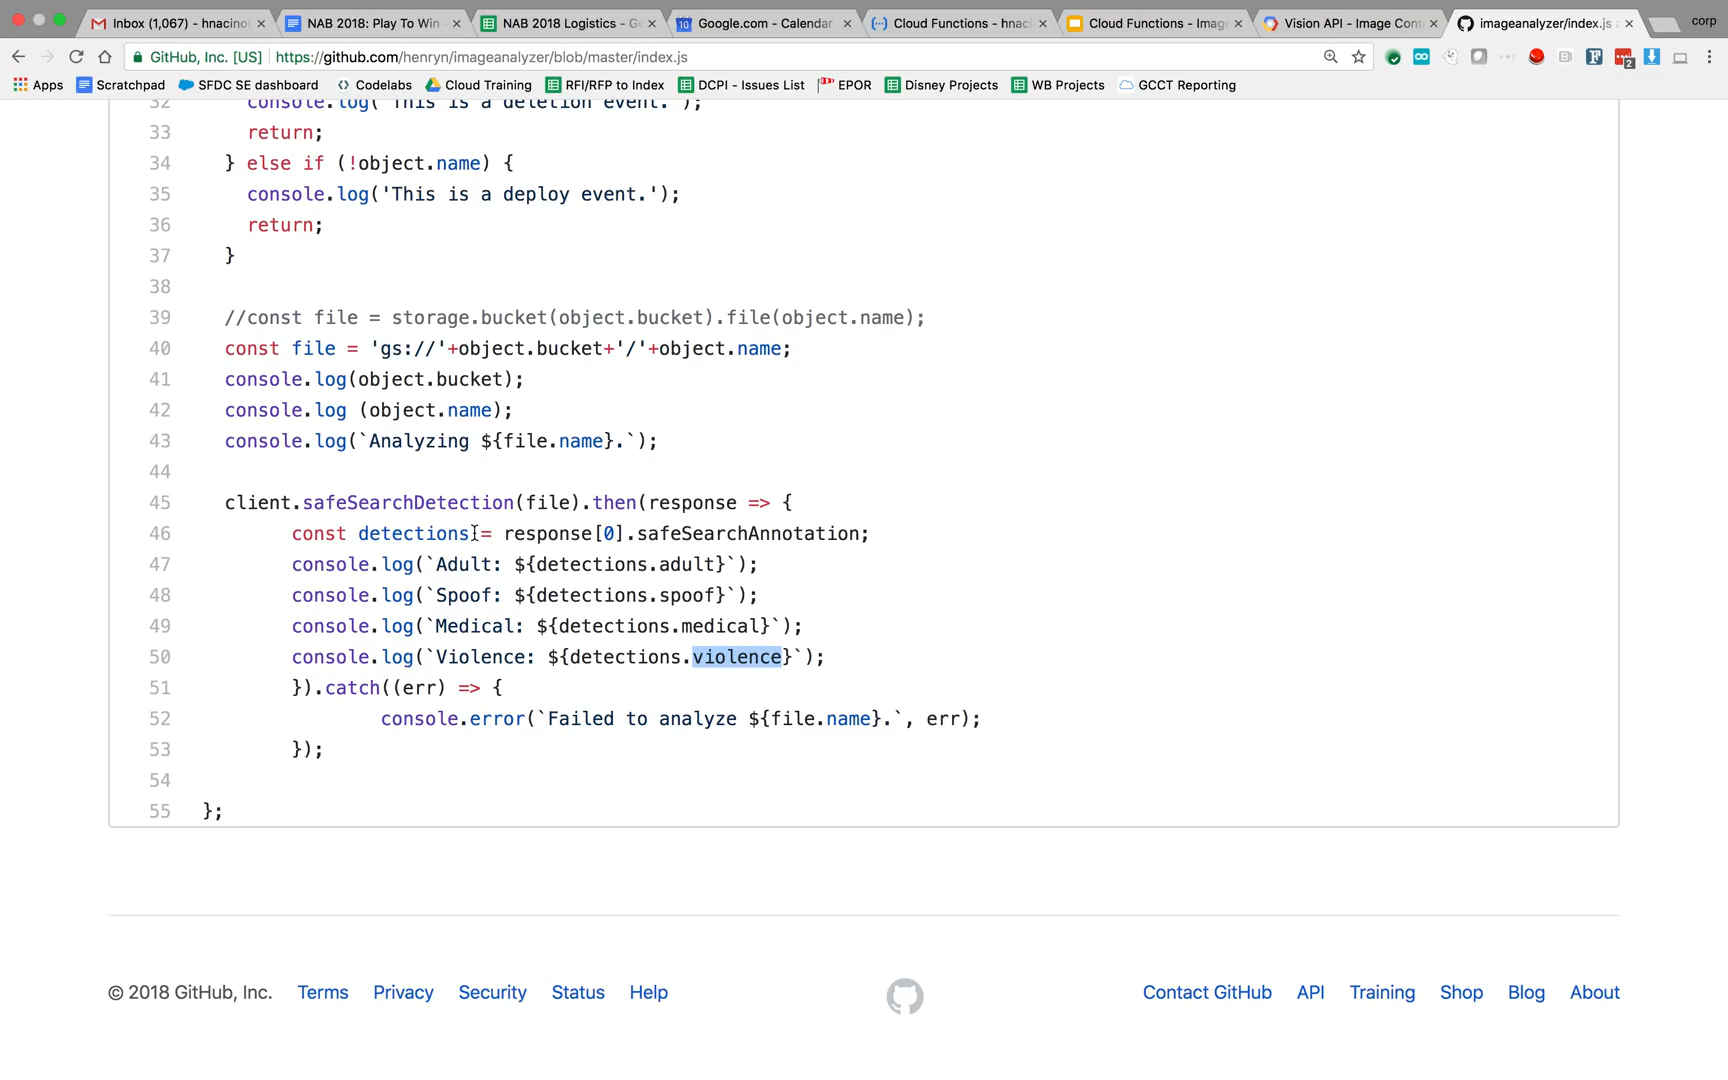 Inbox (1,067) - hnacino
NAB 2018: Play To Win -
NAB 2018 Logistics - G
Google.com - Calendar
Cloud Functions - hnaci
Cloud Functions - Imag
Vision API - Image Cont
imageanalyzer/index.js
corp
GitHub, Inc. [US]
https://github.com/henryn/imageanalyzer/blob/master/index.js
Apps
Scratchpad
SFDC SE dashboard
Codelabs
Cloud Training
RFI/RFP to Index
DCPI - Issues List
EPOR
Disney Projects
WB Projects
GCCT Reporting
32 console.log('This is a deletion event.');
33 return;
34 } else if (!object.name) {
35 console.log('This is a deploy event.');
36 return;
37 }
38
39 //const file = storage.bucket(object.bucket).file(object.name);
40 const file = 'gs://'+object.bucket+'/'+object.name;
41 console.log(object.bucket);
42 console.log (object.name);
43 console.log(`Analyzing ${file.name}.`);
44
45 client.safeSearchDetection(file).then(response => {
46 const detections = response[0].safeSearchAnnotation;
47 console.log(`Adult: ${detections.adult}`);
48 console.log(`Spoof: ${detections.spoof}`);
49 console.log(`Medical: ${detections.medical}`);
50 console.log(`Violence: ${detections.violence}`);
51 }).catch((err) => {
52 console.error(`Failed to analyze ${file.name}.`, err);
53 });
54
55 };
© 2018 GitHub, Inc. Terms Privacy Security Status Help
Contact GitHub API Training Shop Blog About